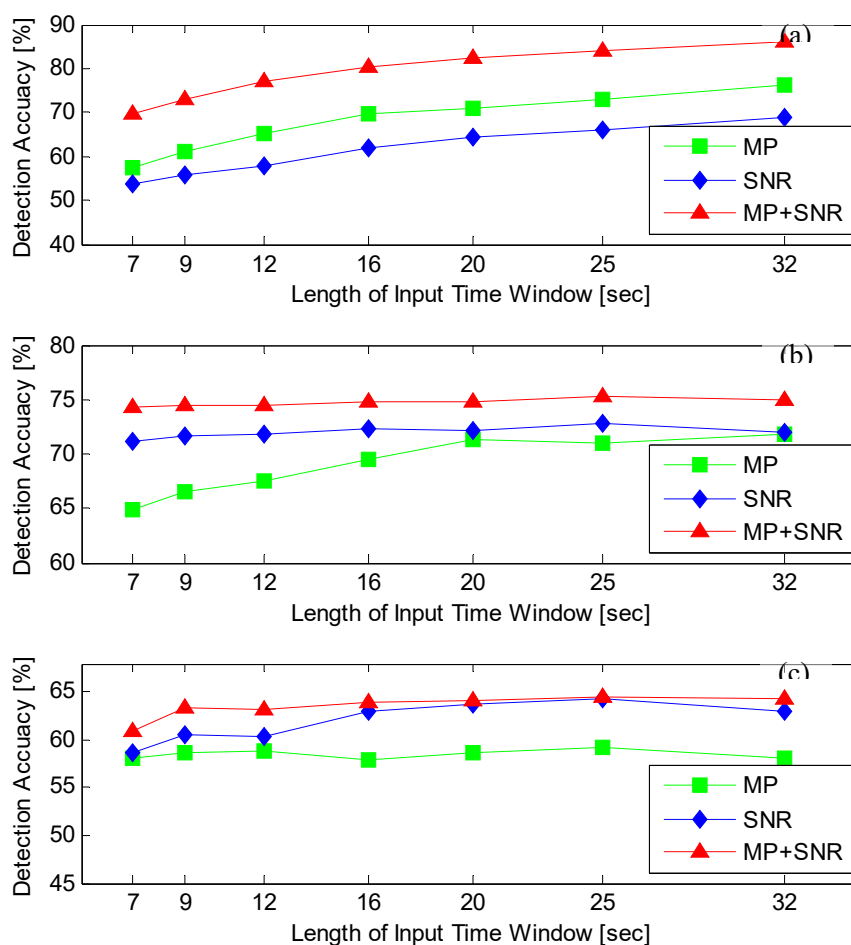 (a)
Detection Accuacy [%]
90
80
70
60
50
40
MP
SNR
MP+SNR
7 9 12 16 20 25 32
Length of Input Time Window [sec]
(b)
Detection Accuacy [%]
80
75
70
65
60
MP
SNR
MP+SNR
7 9 12 16 20 25 32
Length of Input Time Window [sec]
(c)
Detection Accuacy [%]
65
60
55
50
45
MP
SNR
MP+SNR
7 9 12 16 20 25 32
Length of Input Time Window [sec]